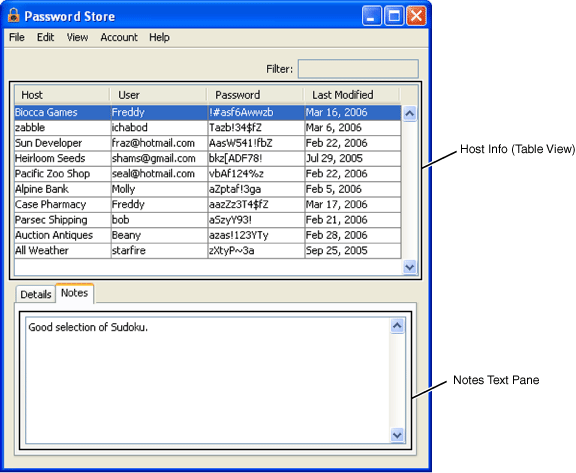 Password Store
File Edit View Account Help
Filter:
Host User Password Last Modified
Biocca Games Freddy !#asf6Awwzb Mar 16, 2006
zabble ichabod Tazb!34$fZ Mar 6, 2006
Sun Developer fraz@hotmail.com AasW541!fbZ Feb 22, 2006
Heirloom Seeds shams@gmail.com bkz[ADF78! Jul 29, 2005
Pacific Zoo Shop seal@hotmail.com vbAf124%z Feb 22, 2006
Alpine Bank Molly aZptaf!3ga Feb 5, 2006
Case Pharmacy Freddy aazZz3T4$fZ Mar 17, 2006
Parsec Shipping bob aSzyY93! Feb 21, 2006
Auction Antiques Beany azas!123YTy Feb 28, 2006
All Weather starfire zXtyP~3a Sep 25, 2005
Host Info (Table View)
Details Notes
Good selection of Sudoku.
Notes Text Pane